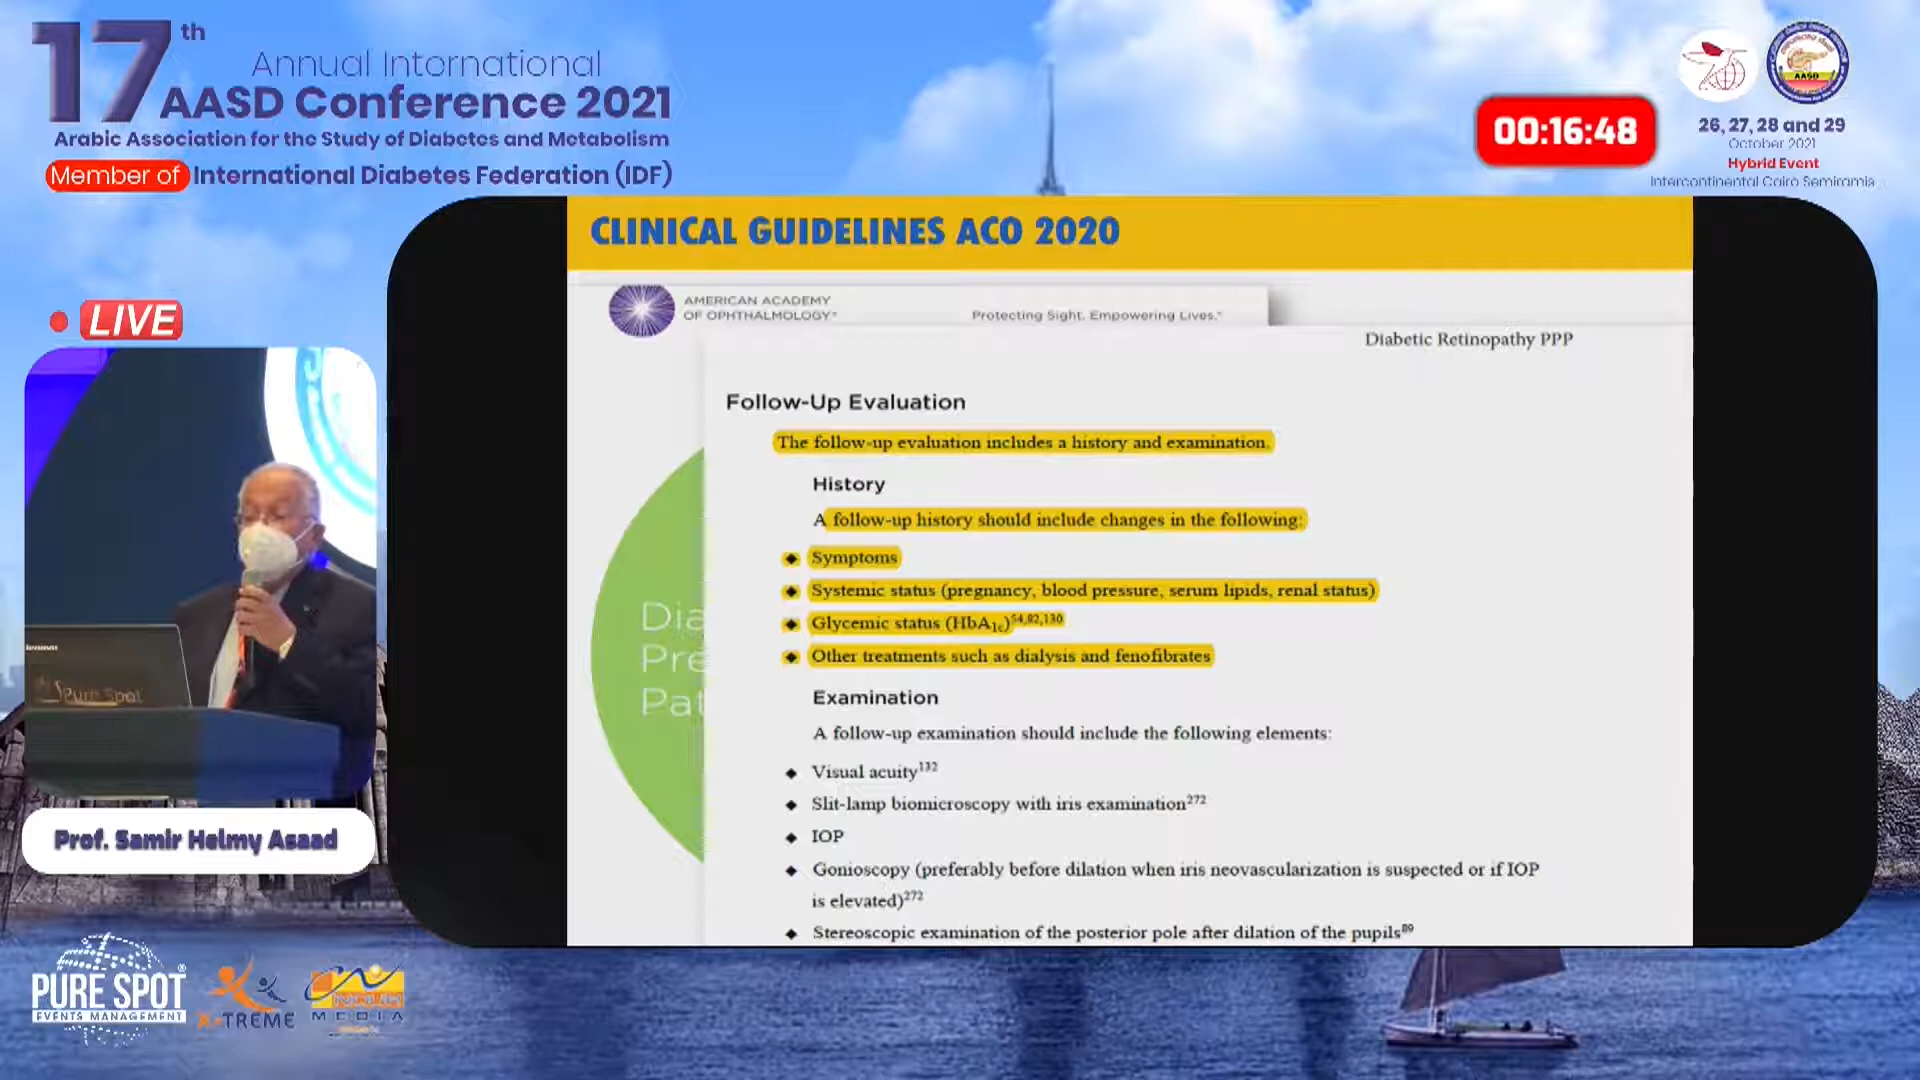 17th
Annual International
AASD Conference 2021
Arabic Association for the Study of Diabetes and Metabolism
Member of International Diabetes Federation (IDF)
00:16:48
AASD
26, 27, 28 and 29
October 2021
Hybrid Event
Intercontinental Cairo Semiramis
LIVE
CLINICAL GUIDELINES ACO 2020
AMERICAN ACADEMY
OF OPHTHALMOLOGY®
Protecting Sight. Empowering Lives.®
Diabetic Retinopathy PPP
Follow-Up Evaluation
The follow-up evaluation includes a history and examination.
History
A follow-up history should include changes in the following:
◆ Symptoms
◆ Systemic status (pregnancy, blood pressure, serum lipids, renal status)
◆ Glycemic status (HbA1c)54,82,130
◆ Other treatments such as dialysis and fenofibrates
Examination
A follow-up examination should include the following elements:
◆ Visual acuity132
◆ Slit-lamp biomicroscopy with iris examination272
◆ IOP
◆ Gonioscopy (preferably before dilation when iris neovascularization is suspected or if IOP
is elevated)272
◆ Stereoscopic examination of the posterior pole after dilation of the pupils89
Dia
Pre
Pat
lenovo
Pure Spot
Prof. Samir Helmy Asaad
PURE SPOT®
EVENTS MANAGEMENT
X-TREME
MEDIA